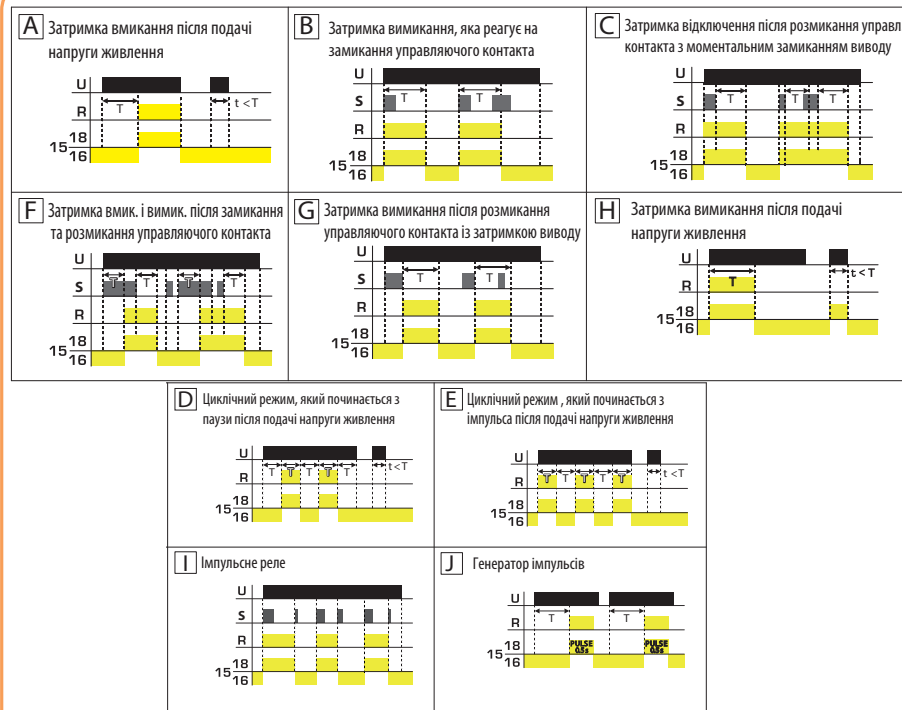 A Затримка вмикання після подачі
напруги живлення
U
T
t < T
R
18
15
16
B Затримка вимикання, яка реагує на
замикання управляючого контакта
U
T T
S
R
18
15
16
C Затримка відключення після розмикання управл
контакта з моментальним замиканням виводу
U
S
T T T
R
18
15
16
F Затримка вмик. і вимик. після замикання
та розмикання управляючого контакта
U
S
T T T T
R
18
15
16
G Затримка вимикання після розмикання
управляючого контакта із затримкою виводу
U
S
T T
R
18
15
16
H Затримка вимикання після подачі
напруги живлення
U
t < T
R
T
18
15
16
D Циклічний режим, який починається з
паузи після подачі напруги живлення
U
T T T T T
t < T
R
18
15
16
E Циклічний режим , який починається з
імпульса після подачі напруги живлення
U
T T T T T
t < T
R
18
15
16
I Імпульсне реле
U
S
R
18
15
16
J Генератор імпульсів
U
T T
R
18
PULSE PULSE
0.5s 0.5s
15
16